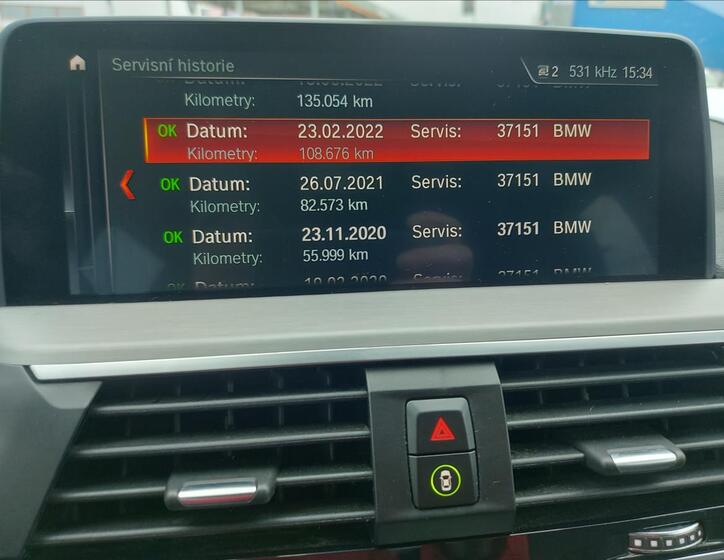 Servisní historie
2 531 kHz 15:34
Kilometry: 135.054 km
OK Datum: 23.02.2022 Servis: 37151 BMW
Kilometry: 108.676 km
OK Datum: 26.07.2021 Servis: 37151 BMW
Kilometry: 82.573 km
OK Datum: 23.11.2020 Servis: 37151 BMW
Kilometry: 55.999 km